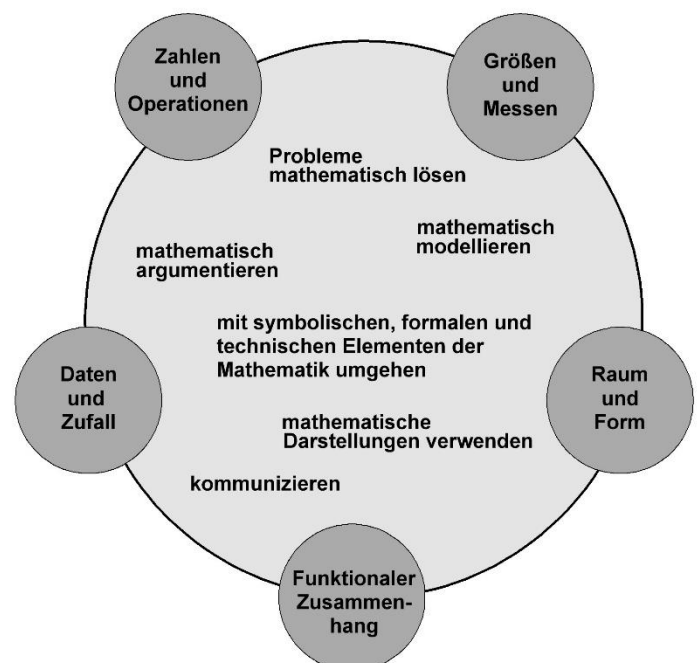 Zahlen
und
Operationen
Größen
und
Messen
Probleme
mathematisch lösen
mathematisch
modellieren
mathematisch
argumentieren
mit symbolischen, formalen und
technischen Elementen der
Mathematik umgehen
Daten
und
Zufall
Raum
und
Form
mathematische
Darstellungen verwenden
kommunizieren
Funktionaler
Zusammen-
hang